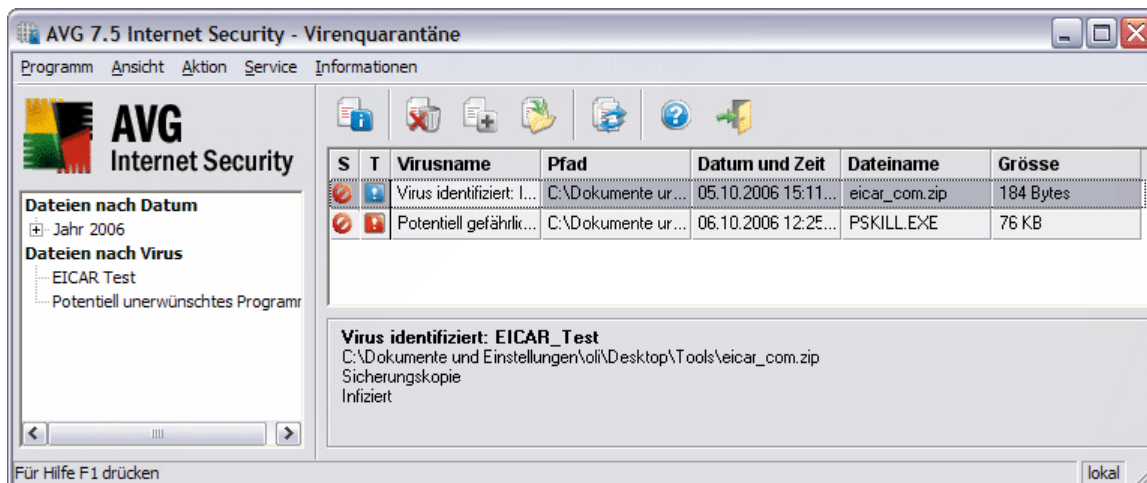 AVG 7.5 Internet Security - Virenquarantäne
Programm Ansicht Aktion Service Informationen
AVG
Internet Security
Dateien nach Datum
Jahr 2006
Dateien nach Virus
EICAR Test
Potentiell unerwünschtes Programm
S T Virusname Pfad Datum und Zeit Dateiname Grösse
Virus identifiziert: I... C:\Dokumente ur... 05.10.2006 15:11... eicar_com.zip 184 Bytes
Potentiell gefährlic... C:\Dokumente ur... 06.10.2006 12:25... PSKILL.EXE 76 KB
Virus identifiziert: EICAR_Test
C:\Dokumente und Einstellungen\oli\Desktop\Tools\eicar_com.zip
Sicherungskopie
Infiziert
Für Hilfe F1 drücken
lokal